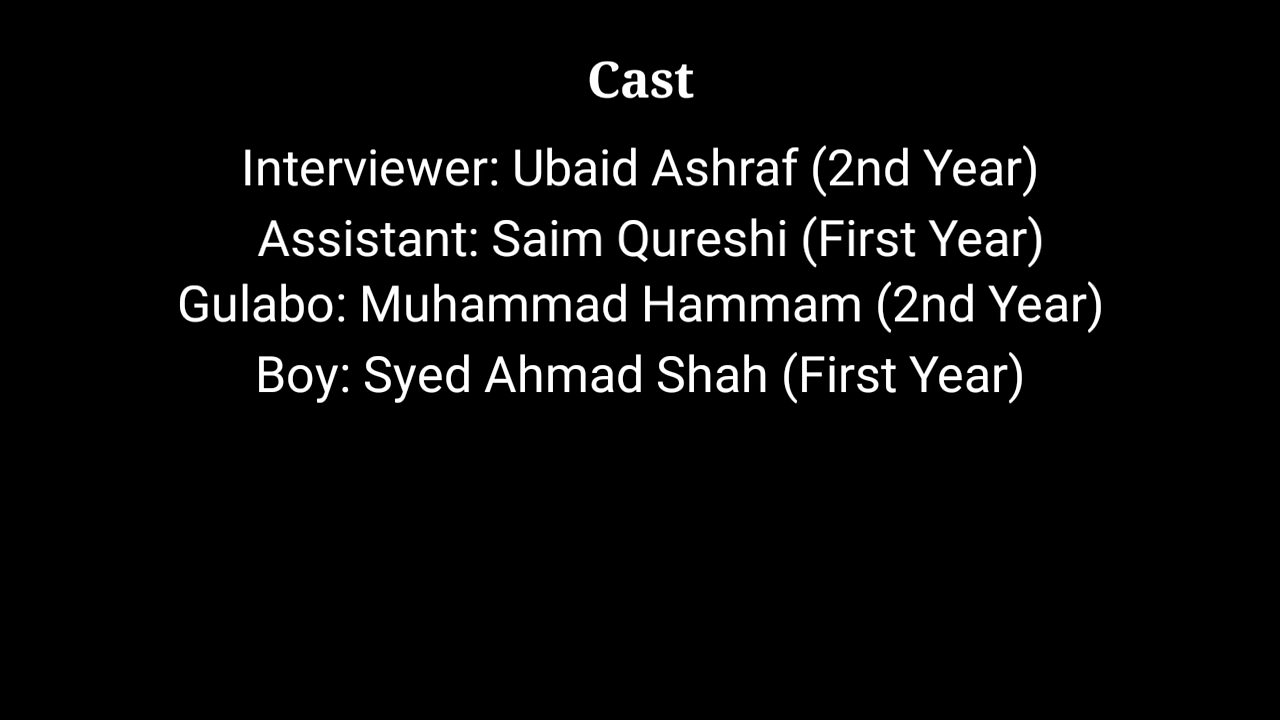 Cast
Interviewer: Ubaid Ashraf (2nd Year)
Assistant: Saim Qureshi (First Year)
Gulabo: Muhammad Hammam (2nd Year)
Boy: Syed Ahmad Shah (First Year)